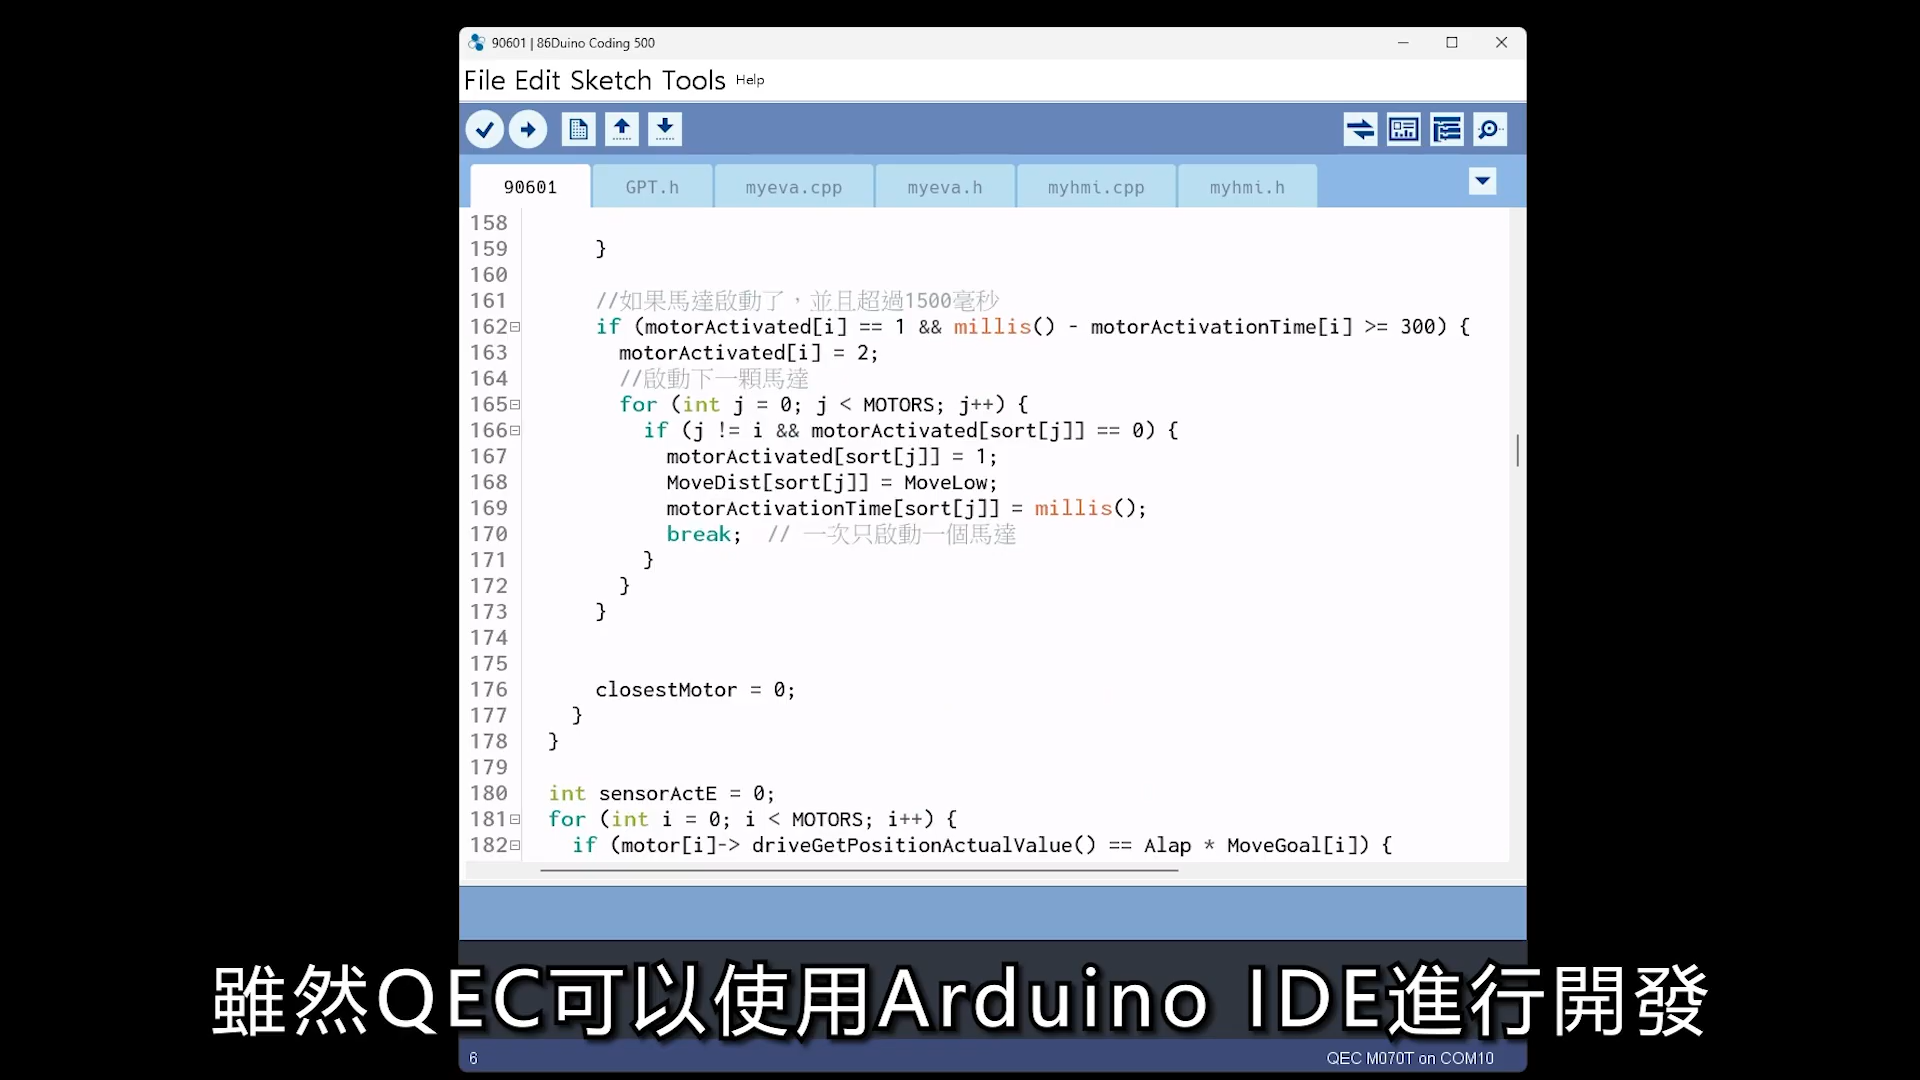 90601 | 86Duino Coding 500
File Edit Sketch Tools Help
90601 GPT.h myeva.cpp myeva.h myhmi.cpp myhmi.h
158
159 }
160
161 //如果馬達啟動了，並且超過1500毫秒
162 if (motorActivated[i] == 1 && millis() - motorActivationTime[i] >= 300) {
163 motorActivated[i] = 2;
164 //啟動下一顆馬達
165 for (int j = 0; j < MOTORS; j++) {
166 if (j != i && motorActivated[sort[j]] == 0) {
167 motorActivated[sort[j]] = 1;
168 MoveDist[sort[j]] = MoveLow;
169 motorActivationTime[sort[j]] = millis();
170 break; // 一次只啟動一個馬達
171 }
172 }
173 }
174
175
176 closestMotor = 0;
177 }
178 }
179
180 int sensorActE = 0;
181 for (int i = 0; i < MOTORS; i++) {
182 if (motor[i]-> driveGetPositionActualValue() == Alap * MoveGoal[i]) {
雖然QEC可以使用Arduino IDE進行開發
6 QEC M070T on COM10